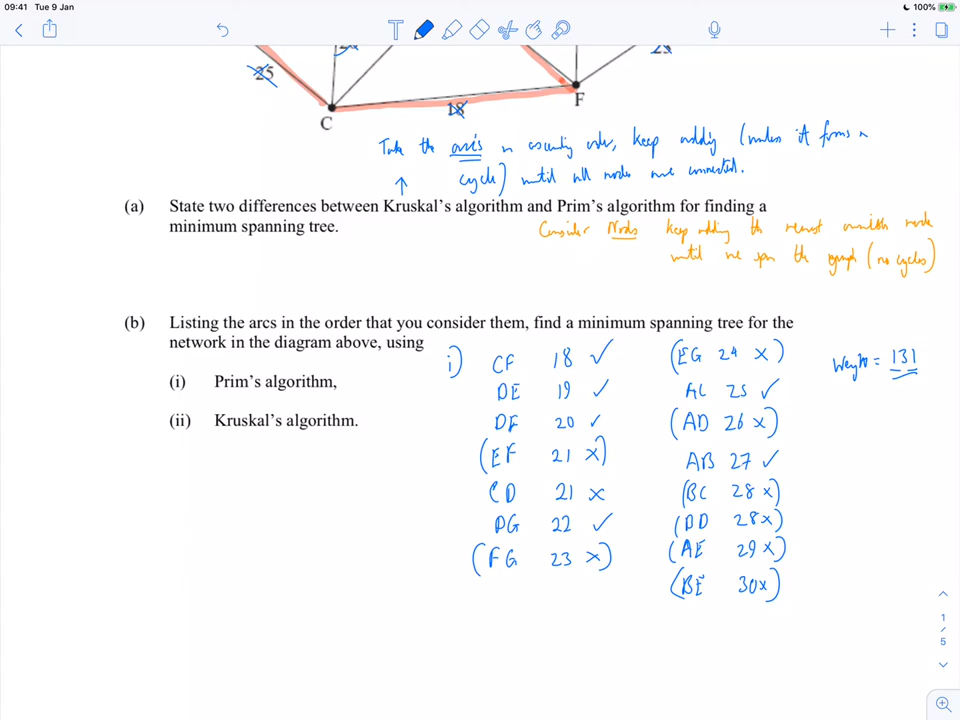 09:41 Tue 9 Jan
100%
25
23
C
18
F
Take the arcs in ascending order, keep adding (unless it forms a
cycle) until all nodes are connected.
(a) State two differences between Kruskal's algorithm and Prim's algorithm for finding a
minimum spanning tree.
Consider Nodes keep adding the nearest node
until we span the graph (no cycles)
(b) Listing the arcs in the order that you consider them, find a minimum spanning tree for the
network in the diagram above, using
(i) Prim's algorithm,
(ii) Kruskal's algorithm.
i)
CF 18 ✓
DE 19 ✓
DF 20 ✓
(EF 21 x)
CD 21 x
DG 22 ✓
(FG 23 x)
(EG 24 x)
AC 25 ✓
(AD 26 x)
AB 27 ✓
(BC 28 x)
(BD 28 x)
(AE 29 x)
(BE 30 x)
Weight = 131
1
/
5